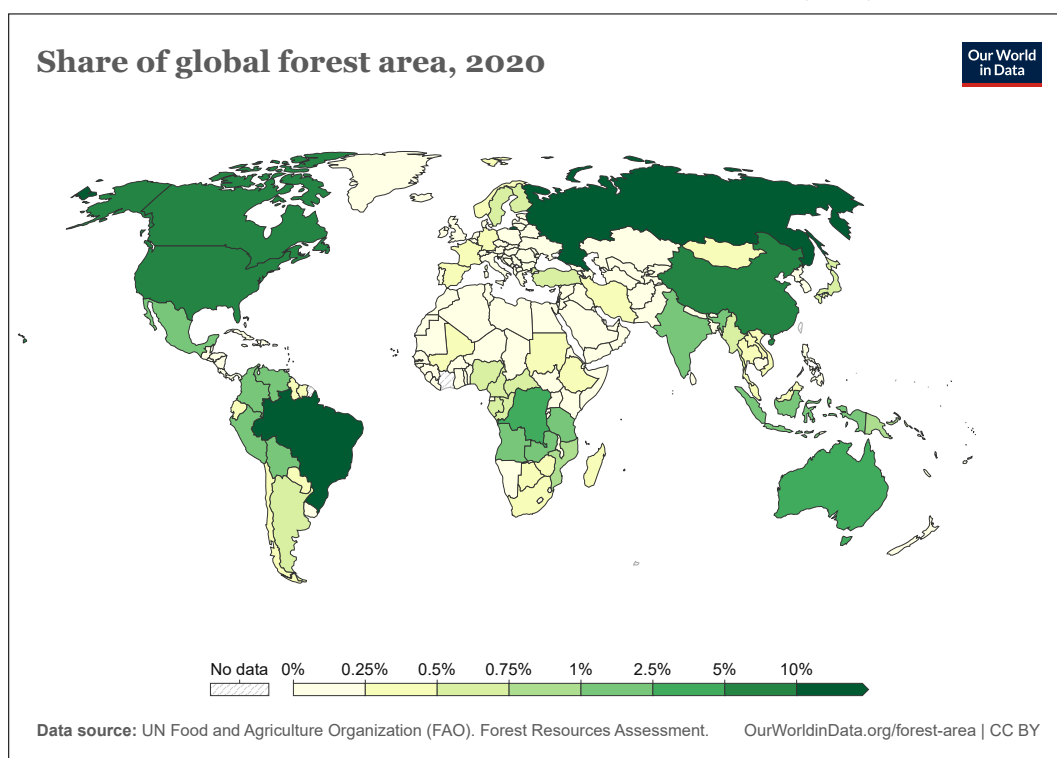 Share of global forest area, 2020
Our World
in Data
No data 0% 0.25% 0.5% 0.75% 1% 2.5% 5% 10%
Data source: UN Food and Agriculture Organization (FAO). Forest Resources Assessment. OurWorldinData.org/forest-area | CC BY